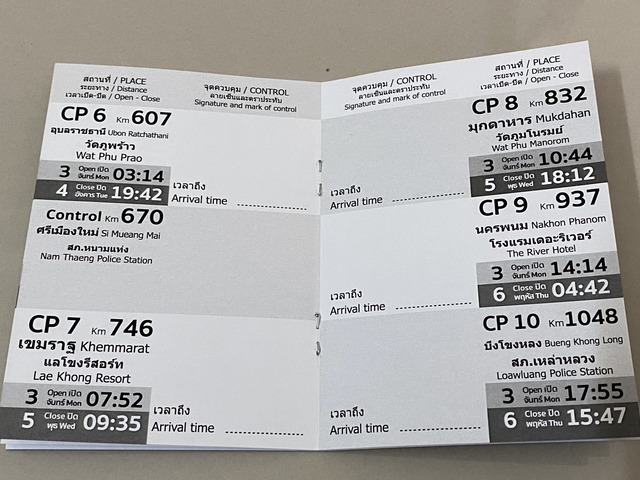 สถานที่ / PLACE
ระยะทาง / Distance
เวลาเปิด-ปิด / Open - Close
จุดควบคุม / CONTROL
ลายเซ็นและตราประทับ
Signature and mark of control
CP 6 Km 607
อุบลราชธานี Ubon Ratchathani
วัดภูพร้าว
Wat Phu Prao
3 Open เปิด จันทร์ Mon 03:14
4 Close ปิด อังคาร Tue 19:42
เวลาถึง
Arrival time
Control Km 670
ศรีเมืองใหม่ Si Mueang Mai
สภ.หนามแท่ง
Nam Thaeng Police Station
CP 7 Km 746
เขมราฐ Khemmarat
แลโขงรีสอร์ท
Lae Khong Resort
3 Open เปิด จันทร์ Mon 07:52
5 Close ปิด พุธ Wed 09:35
เวลาถึง
Arrival time
จุดควบคุม / CONTROL
ลายเซ็นและตราประทับ
Signature and mark of control
สถานที่ / PLACE
ระยะทาง / Distance
เวลาเปิด-ปิด / Open - Close
CP 8 Km 832
มุกดาหาร Mukdahan
วัดภูมโนรมย์
Wat Phu Manorom
3 Open เปิด จันทร์ Mon 10:44
5 Close ปิด พุธ Wed 18:12
เวลาถึง
Arrival time
CP 9 Km 937
นครพนม Nakhon Phanom
โรงแรมเดอะริเวอร์
The River Hotel
3 Open เปิด จันทร์ Mon 14:14
6 Close ปิด พฤหัส Thu 04:42
เวลาถึง
Arrival time
CP 10 Km 1048
บึงโขงหลง Bueng Khong Long
สภ.เหล่าหลวง
Loawluang Police Station
3 Open เปิด จันทร์ Mon 17:55
6 Close ปิด พฤหัส Thu 15:47
เวลาถึง
Arrival time